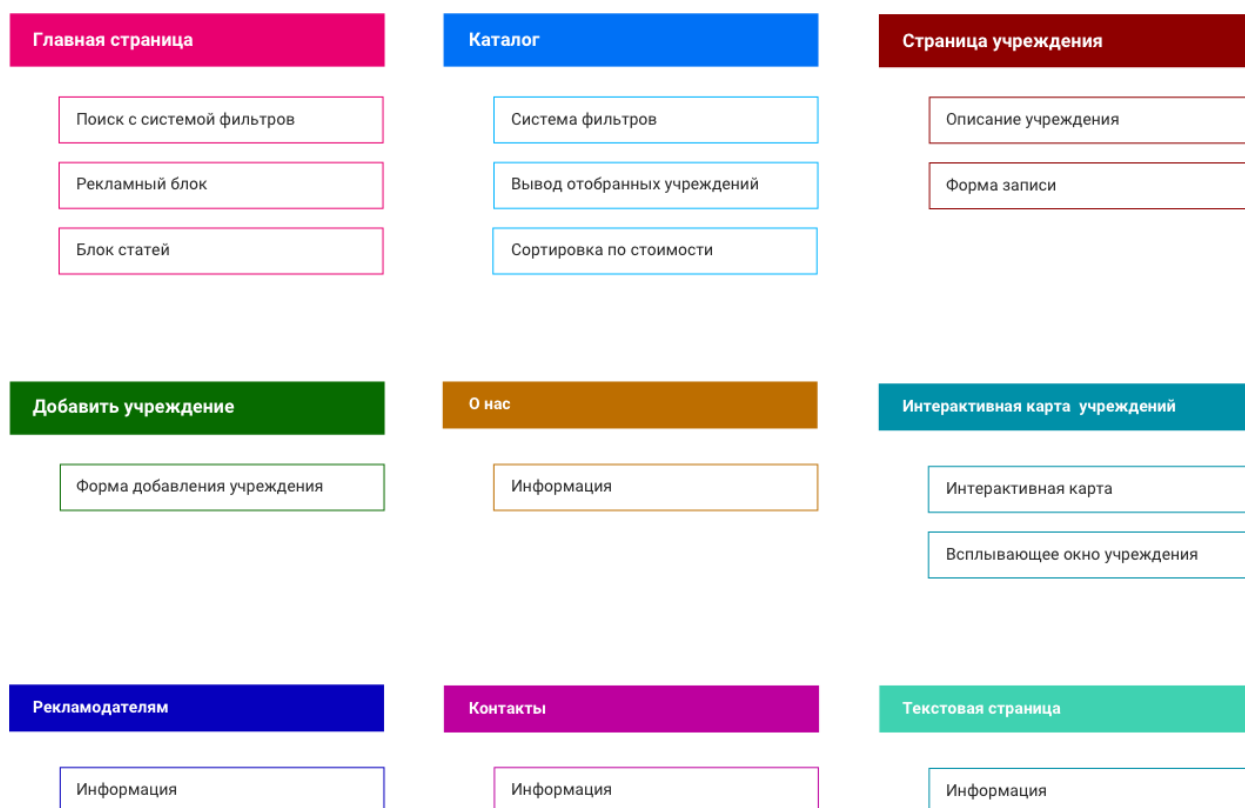 Главная страница
Поиск с системой фильтров
Рекламный блок
Блок статей
Каталог
Система фильтров
Вывод отобранных учреждений
Сортировка по стоимости
Страница учреждения
Описание учреждения
Форма записи
Добавить учреждение
Форма добавления учреждения
О нас
Информация
Интерактивная карта учреждений
Интерактивная карта
Всплывающее окно учреждения
Рекламодателям
Информация
Контакты
Информация
Текстовая страница
Информация